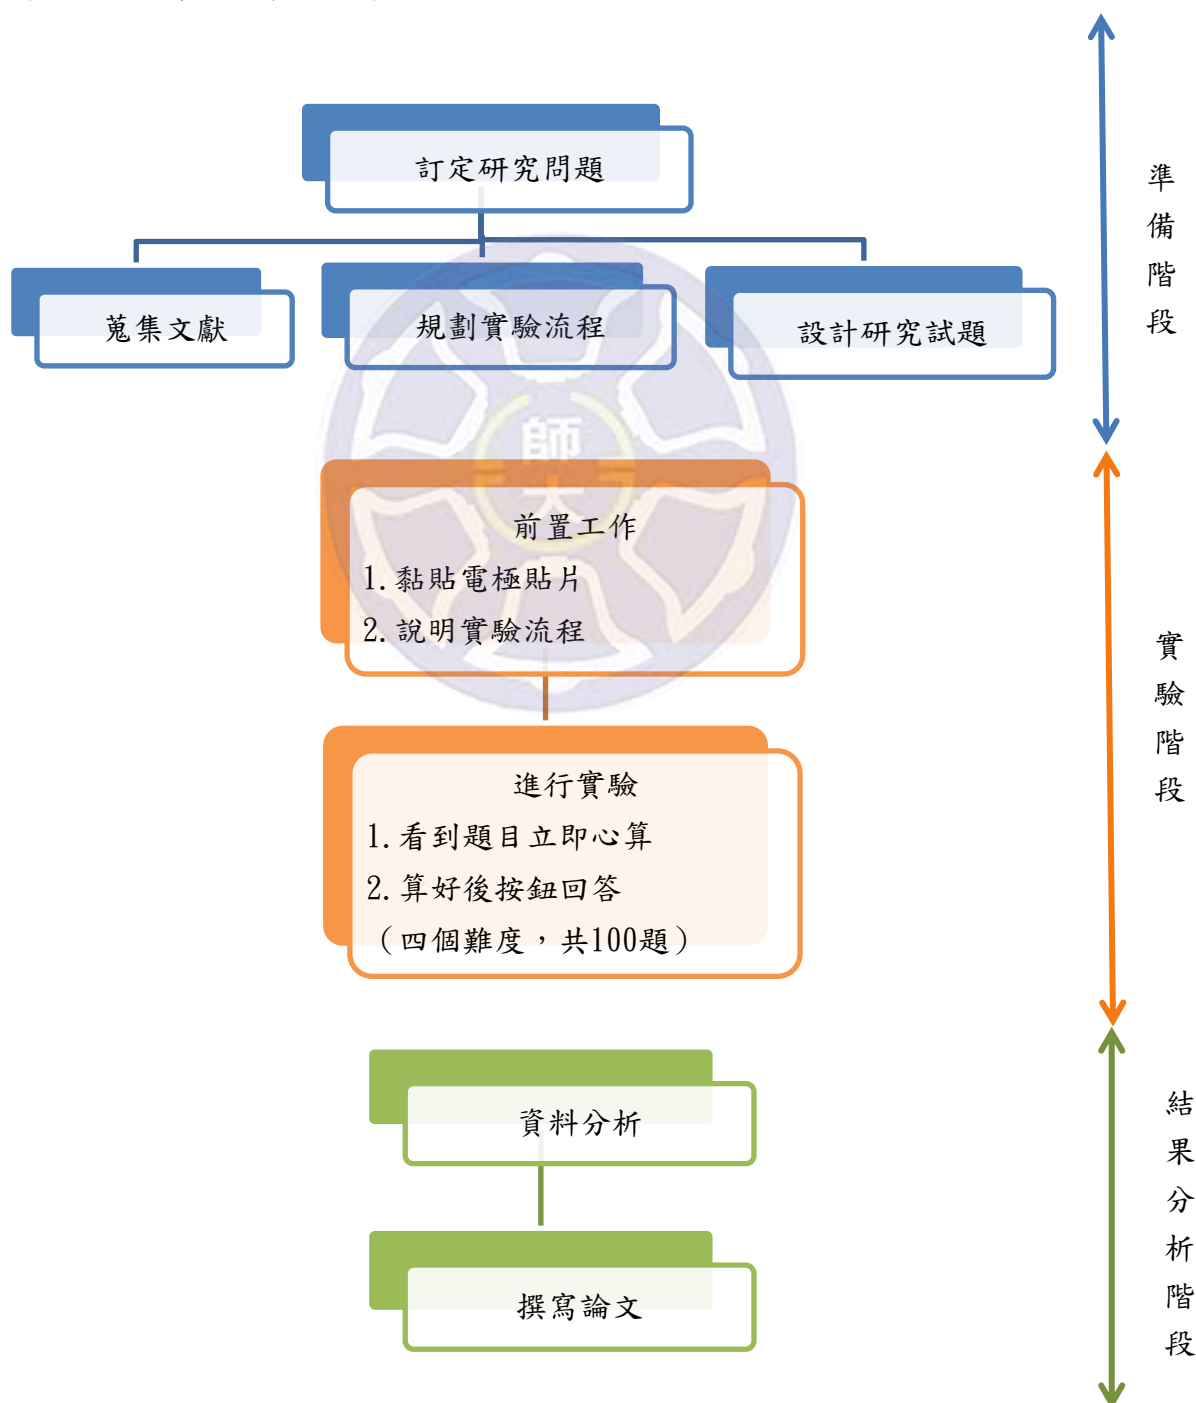 訂定研究問題
蒐集文獻
規劃實驗流程
設計研究試題
準備階段
師大
前置工作
1.黏貼電極貼片
2.說明實驗流程
進行實驗
1.看到題目立即心算
2.算好後按鈕回答
（四個難度，共100題）
實驗階段
資料分析
撰寫論文
結果分析階段